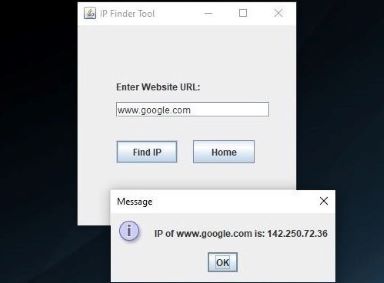 iP Finder Tool
Enter Website URL:
www.google.com
Find IP
Home
Message
IP of www.google.com is: 142.250.72.36
OK